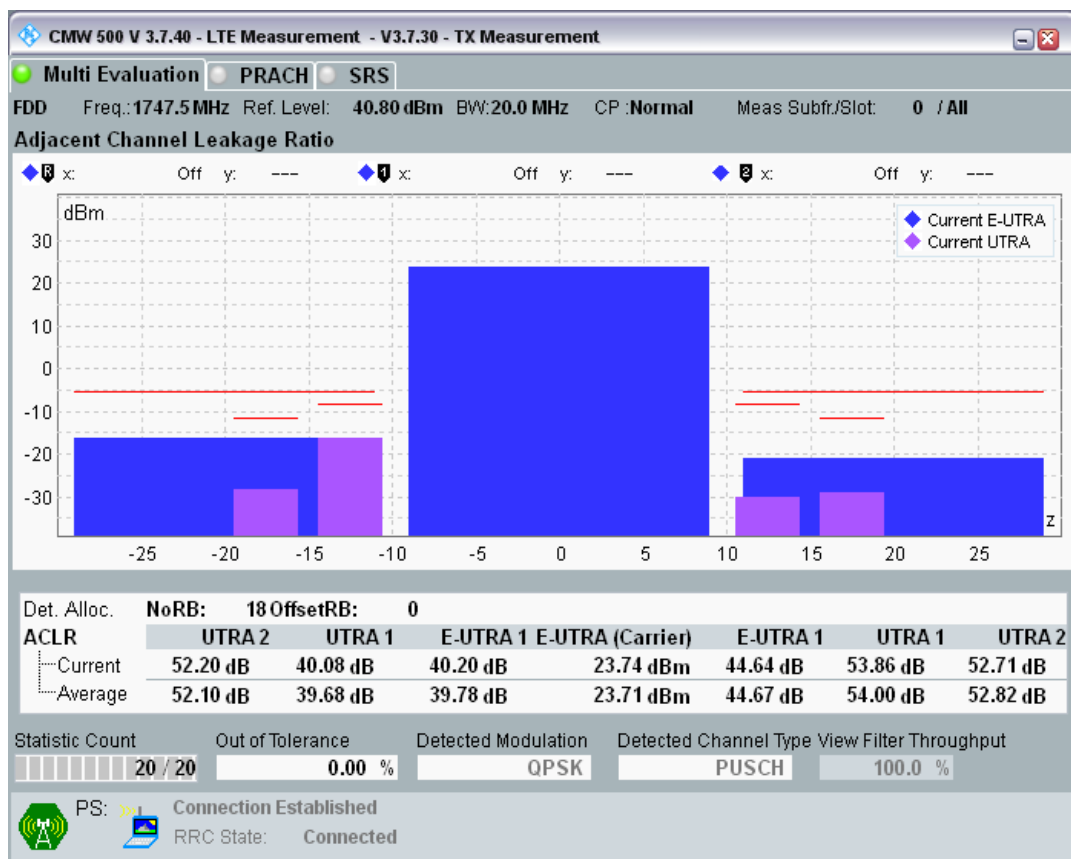 CMW 500 V 3.7.40 - LTE Measurement - V3.7.30 - TX Measurement
Multi Evaluation PRACH SRS
FDD Freq.:1747.5 MHz Ref. Level: 40.80 dBm BW:20.0 MHz CP :Normal Meas Subfr./Slot: 0 / All
Adjacent Channel Leakage Ratio
R x: Off y: --- 1 x: Off y: --- 2 x: Off y: ---
dBm
Current E-UTRA
Current UTRA
30
20
10
0
-10
-20
-30
z
-25 -20 -15 -10 -5 0 5 10 15 20 25
Det. Alloc. NoRB: 18 OffsetRB: 0
ACLR UTRA 2 UTRA 1 E-UTRA 1 E-UTRA (Carrier) E-UTRA 1 UTRA 1 UTRA 2
Current 52.20 dB 40.08 dB 40.20 dB 23.74 dBm 44.64 dB 53.86 dB 52.71 dB
Average 52.10 dB 39.68 dB 39.78 dB 23.71 dBm 44.67 dB 54.00 dB 52.82 dB
Statistic Count Out of Tolerance Detected Modulation Detected Channel Type View Filter Throughput
20 / 20 0.00 % QPSK PUSCH 100.0 %
PS: Connection Established
RRC State: Connected